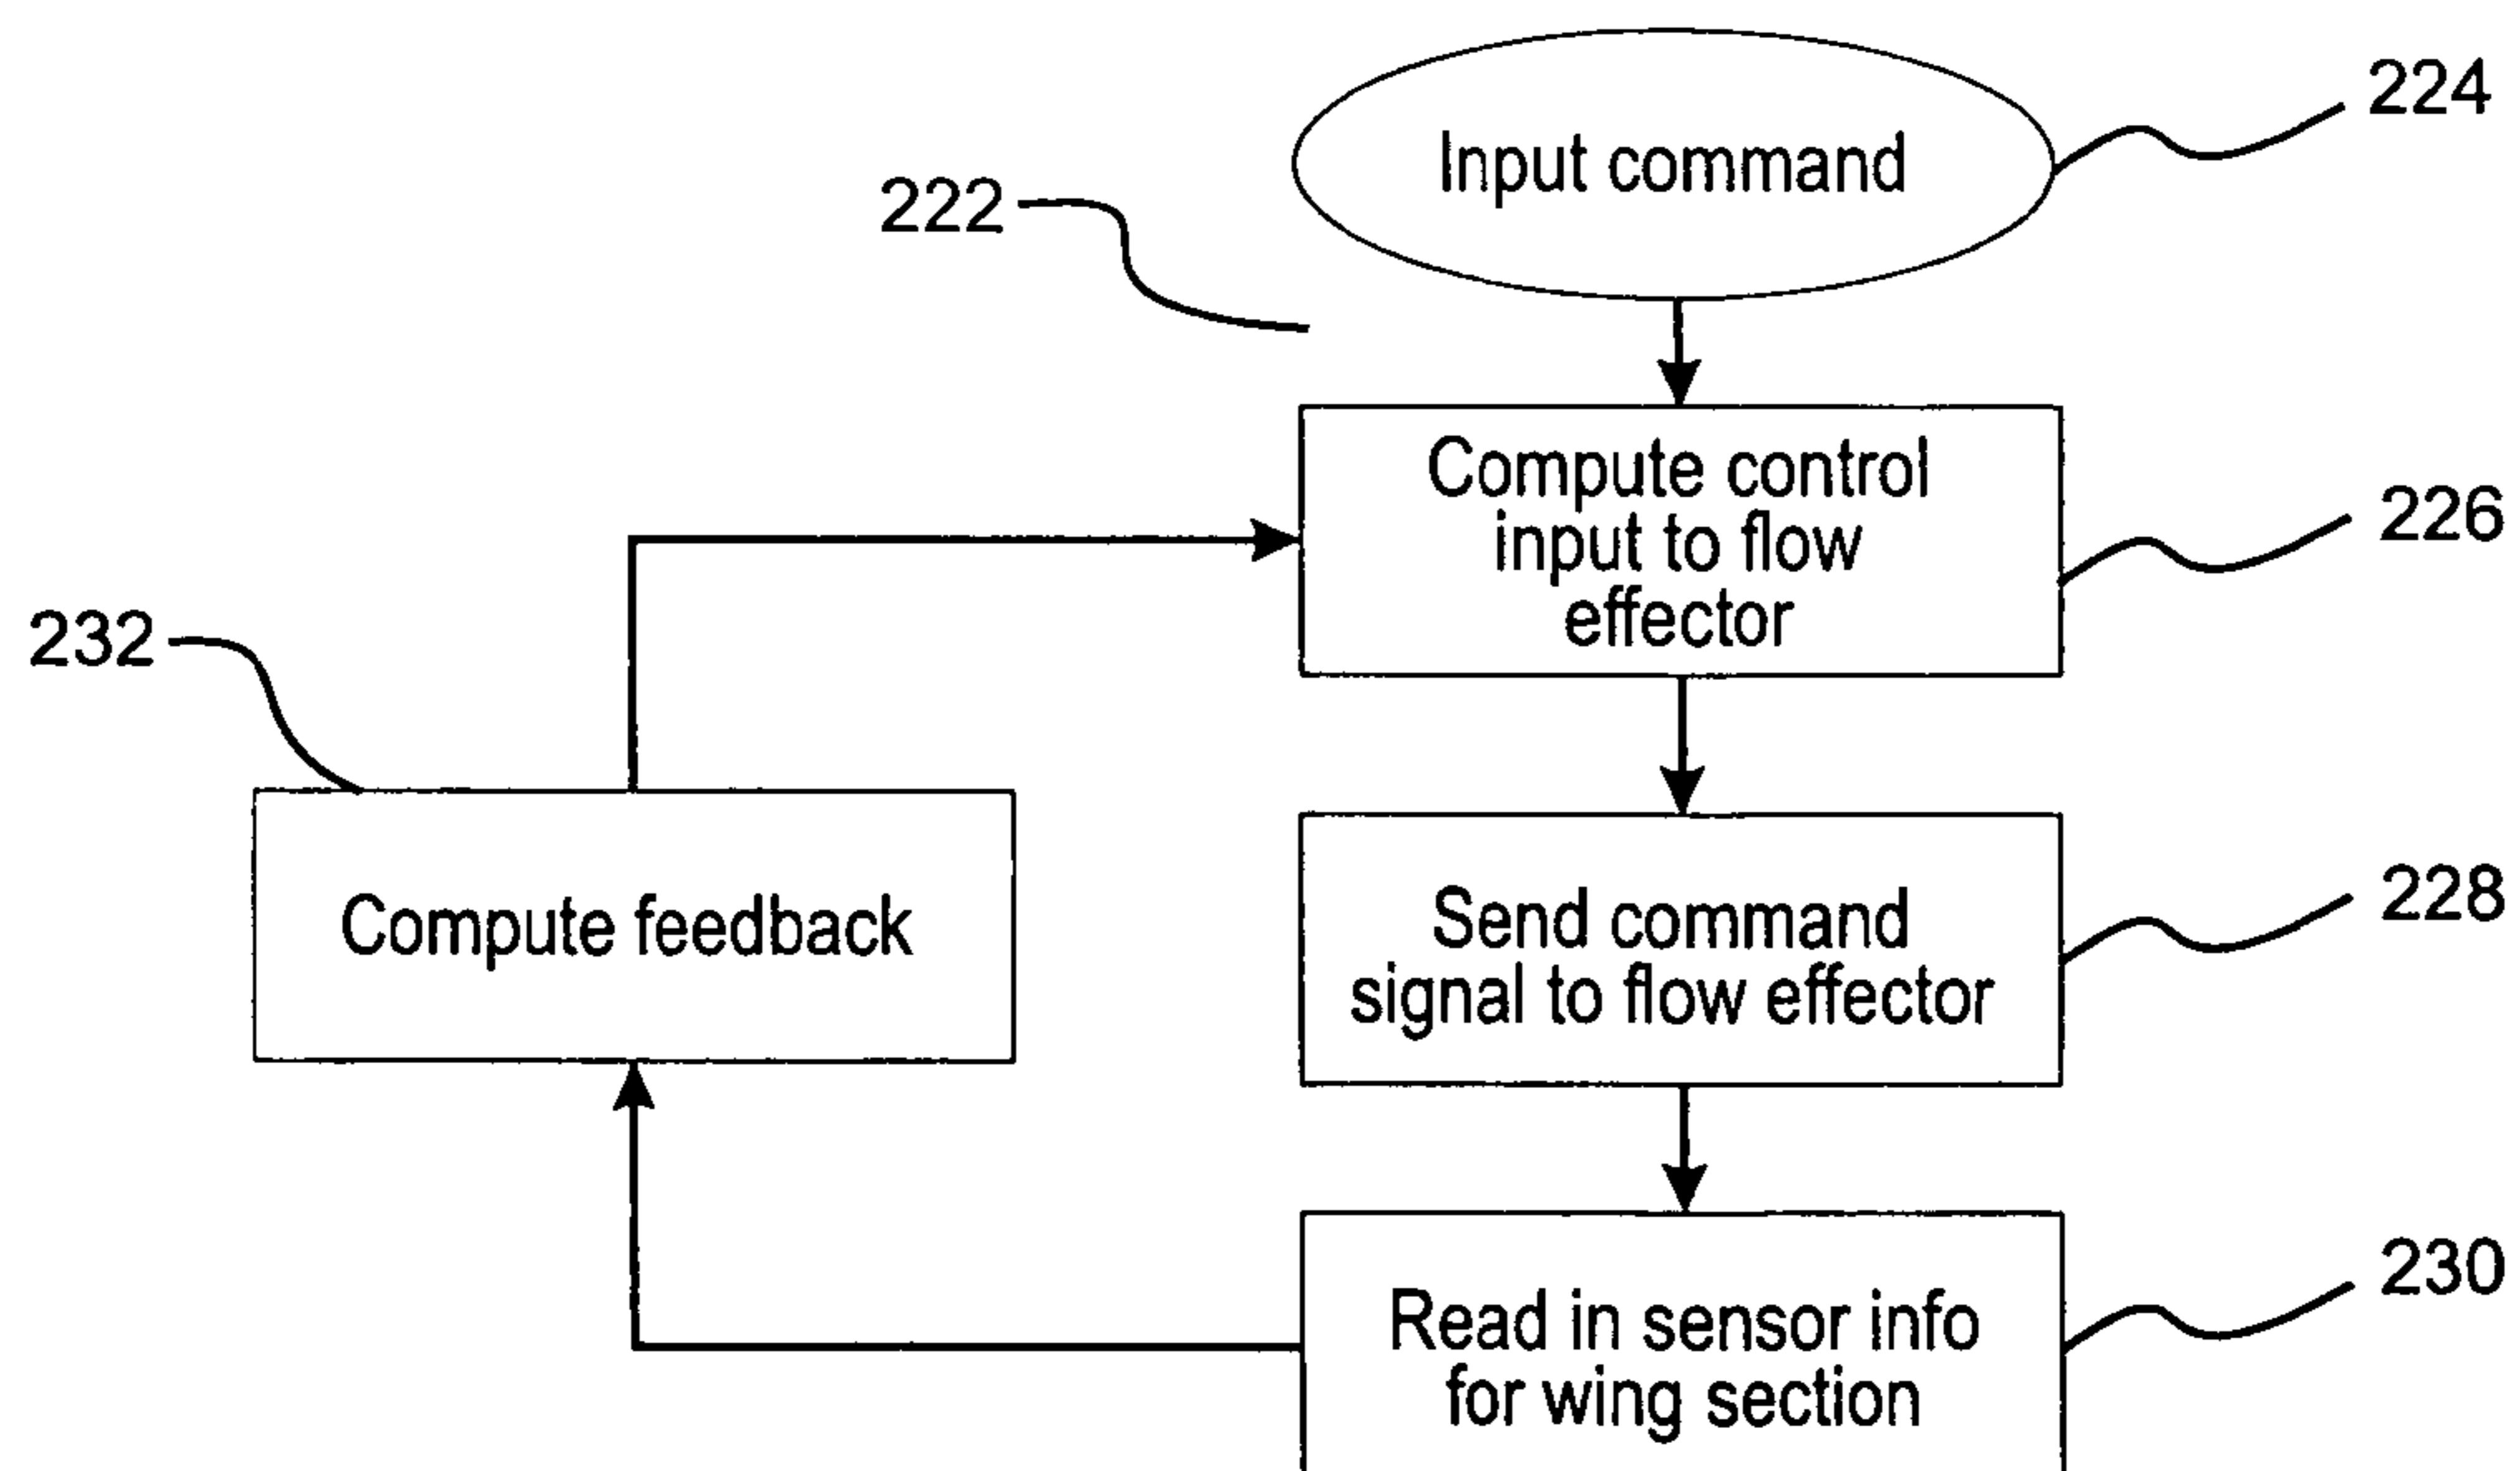 224
Input command
222
Compute control
input to flow
effector
226
232
Compute feedback
Send command
signal to flow effector
228
230
Read in sensor info
for wing section